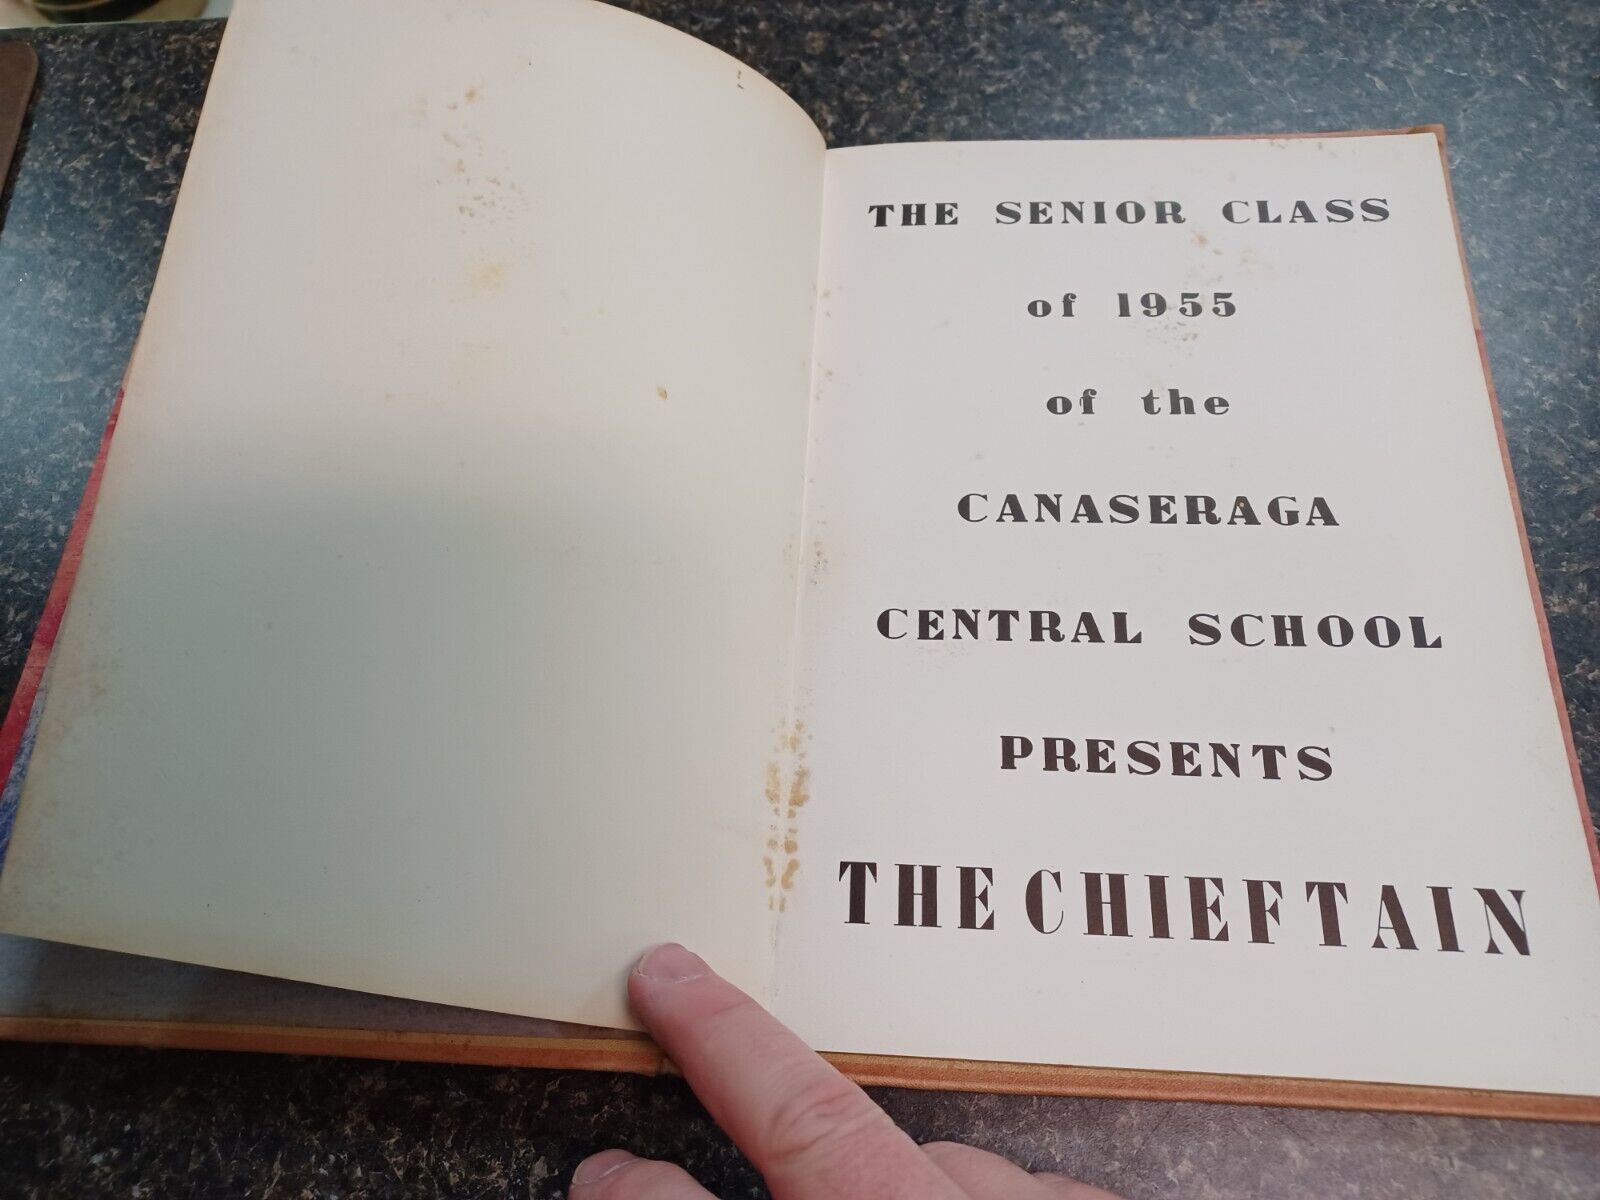 THE SENIOR CLASS
of 1955
of the
CANASERAGA
CENTRAL SCHOOL
PRESENTS
THE CHIEFTAIN